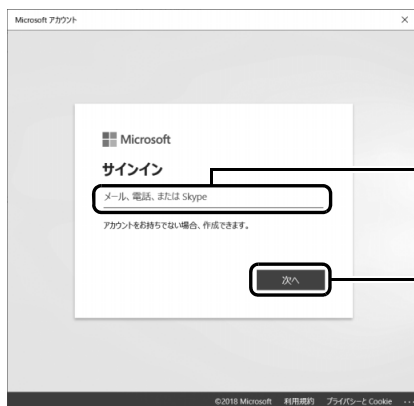 Microsoft アカウント
Microsoft
サインイン
メール、電話、または Skype
アカウントをお持ちでない場合、作成できます。
次へ
©2018 Microsoft 利用規約 プライバシーと Cookie ...